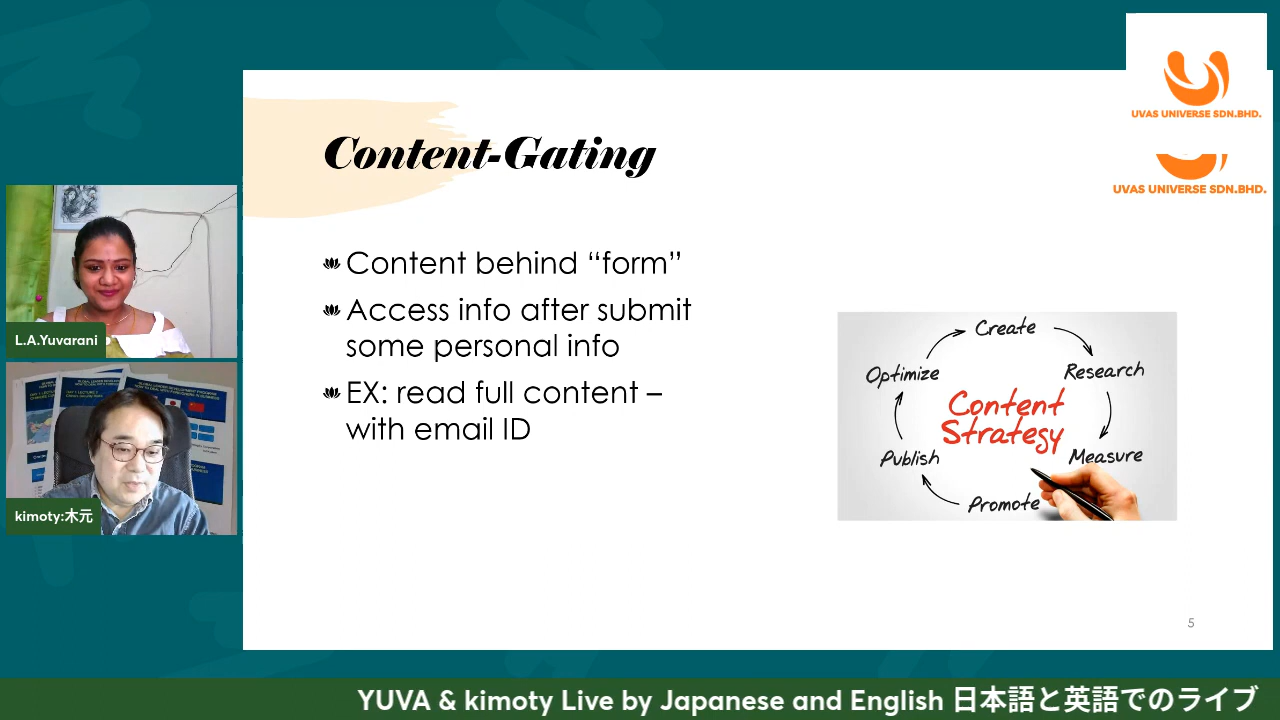 UVAS UNIVERSE SDN.BHD.
UVAS UNIVERSE SDN.BHD.
Content-Gating
Content behind “form”
Access info after submit
some personal info
EX: read full content –
with email ID
Create
Research
Measure
Promote
Publish
Optimize
Content
Strategy
5
L.A.Yuvarani
kimoty:木元
YUVA & kimoty Live by Japanese and English 日本語と英語でのライブ